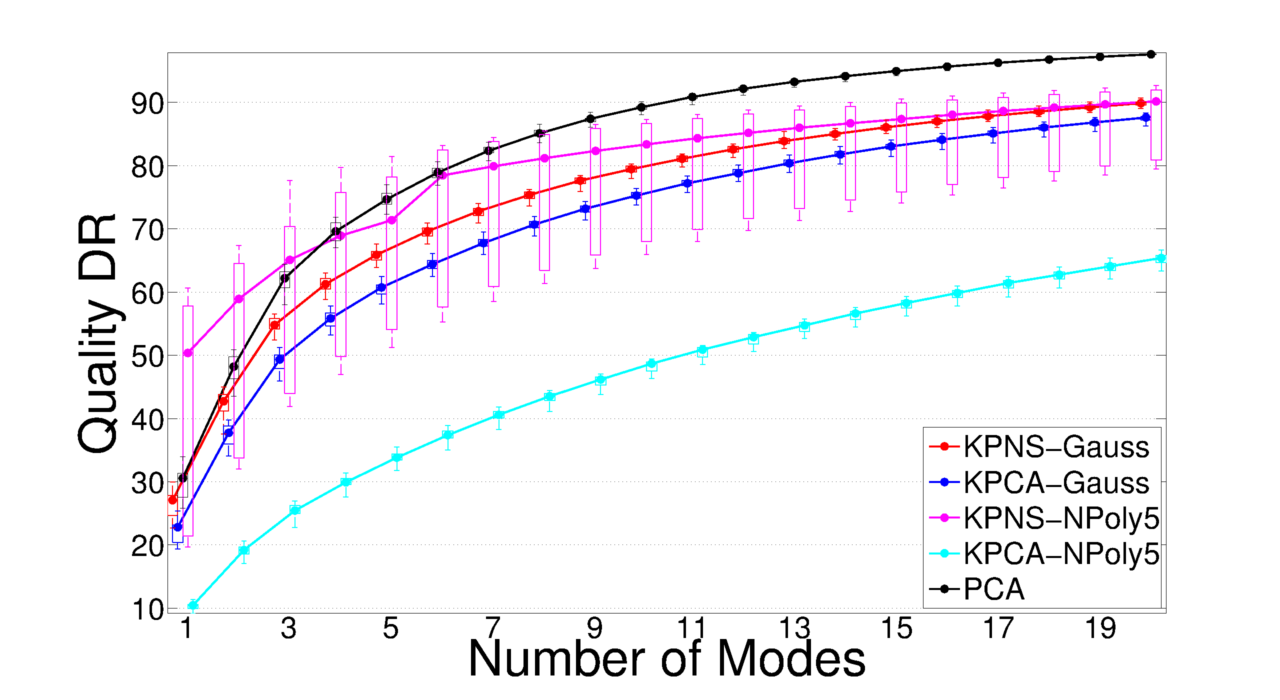 Quality DR
90
80
70
60
50
40
30
20
10
1 3 5 7 9 11 13 15 17 19
Number of Modes
KPNS-Gauss
KPCA-Gauss
KPNS-NPoly5
KPCA-NPoly5
PCA